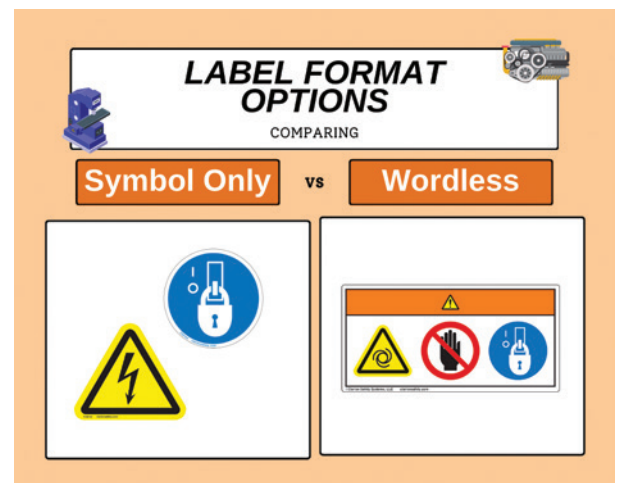 LABEL FORMAT
OPTIONS
COMPARING
Symbol Only
vs
Wordless